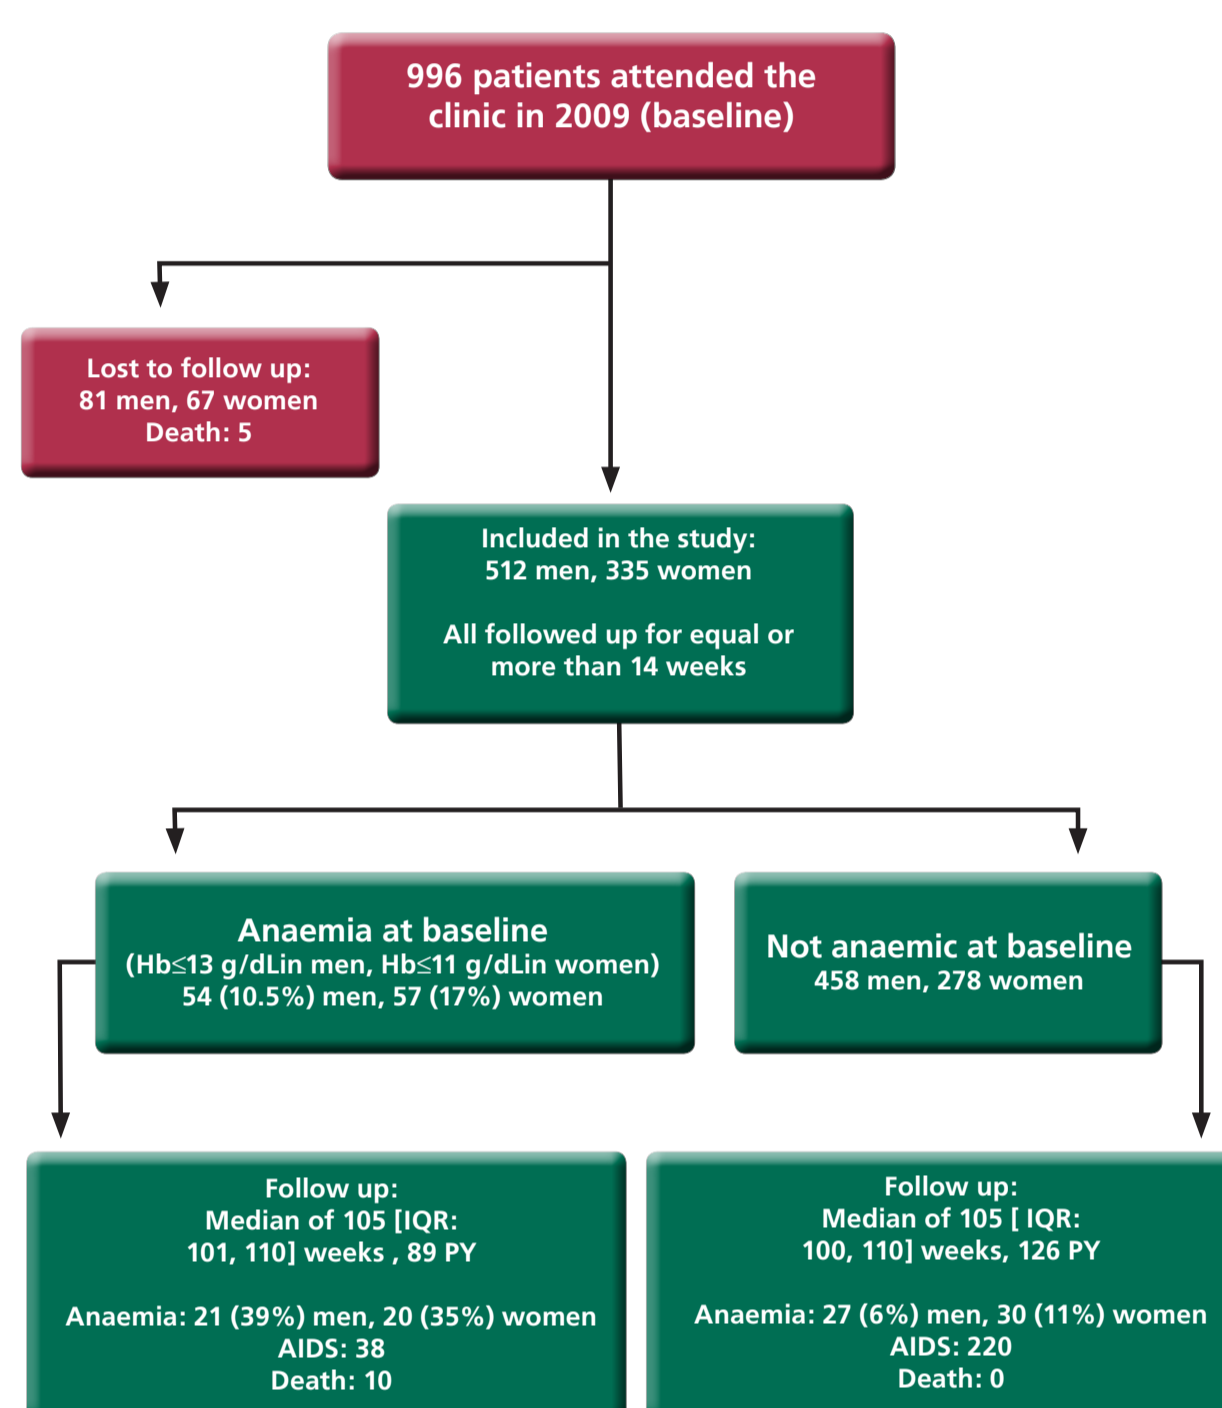 996 patients attended the
clinic in 2009 (baseline)
Lost to follow up:
81 men, 67 women
Death: 5
Included in the study:
512 men, 335 women
All followed up for equal or
more than 14 weeks
Anaemia at baseline
(Hb≤13 g/dLin men, Hb≤11 g/dLin women)
54 (10.5%) men, 57 (17%) women
Not anaemic at baseline
458 men, 278 women
Follow up:
Median of 105 [IQR:
101, 110] weeks , 89 PY
Anaemia: 21 (39%) men, 20 (35%) women
AIDS: 38
Death: 10
Follow up:
Median of 105 [ IQR:
100, 110] weeks, 126 PY
Anaemia: 27 (6%) men, 30 (11%) women
AIDS: 220
Death: 0